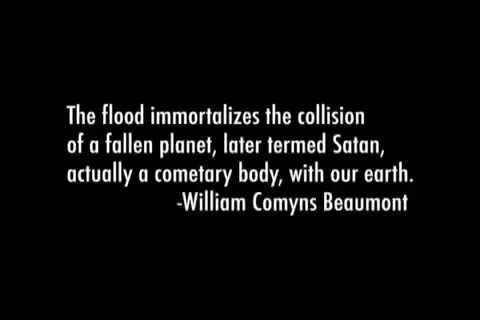 The flood immortalizes the collision
of a fallen planet, later termed Satan,
actually a cometary body, with our earth.
-William Comyns Beaumont